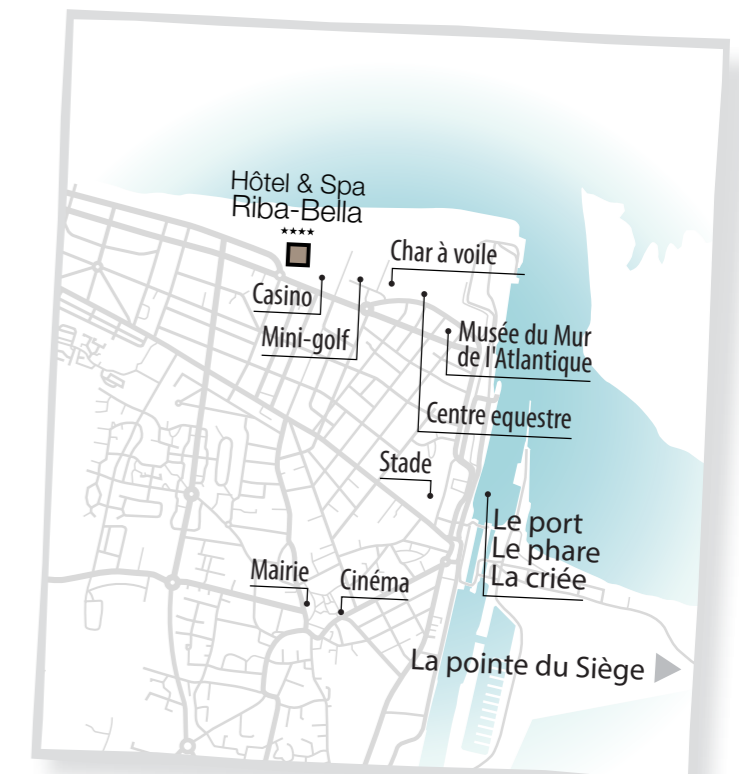 Hôtel & Spa
Riba-Bella
****
Char à voile
Casino
Mini-golf
Musée du Mur
de l'Atlantique
Centre equestre
Stade
Le port
Le phare
La criée
Mairie
Cinéma
La pointe du Siège